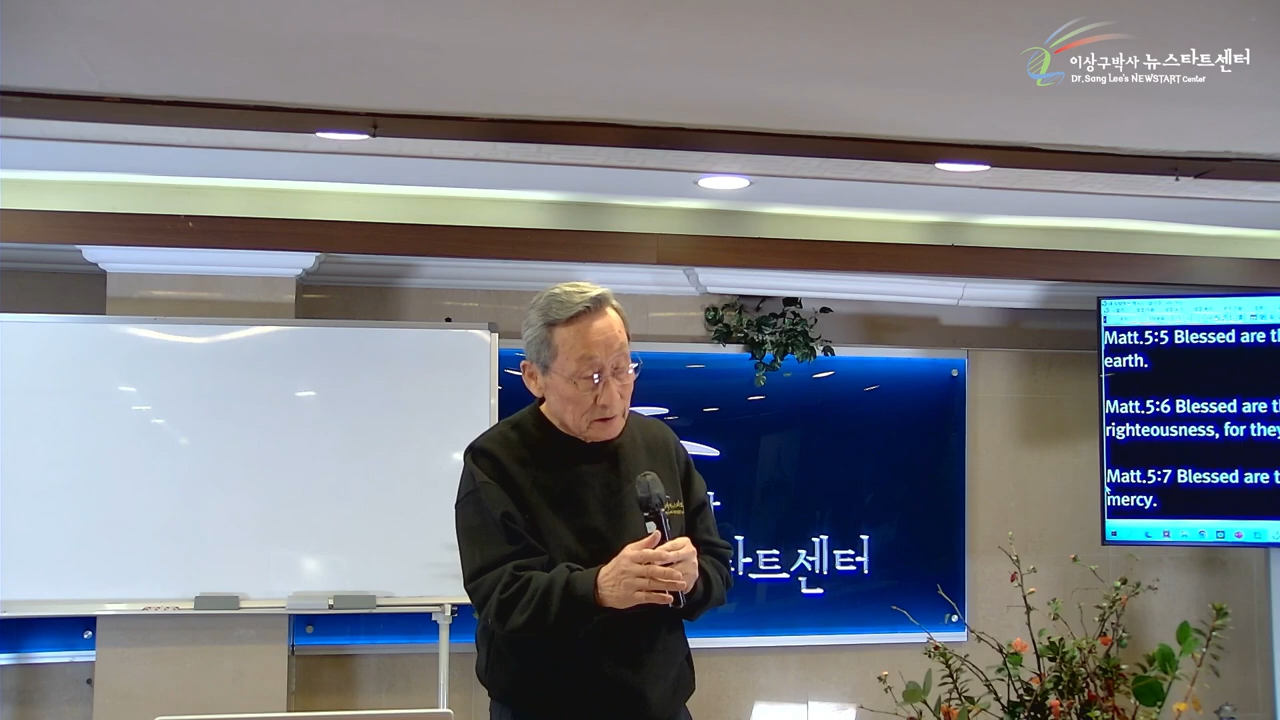 이상구박사 뉴스타트센터
Dr. Sang Lee's NEWSTART Center
Matt.5:5 Blessed are
earth.
Matt.5:6 Blessed are
righteousness, for they
Matt.5:7 Blessed are
mercy.
타트센터